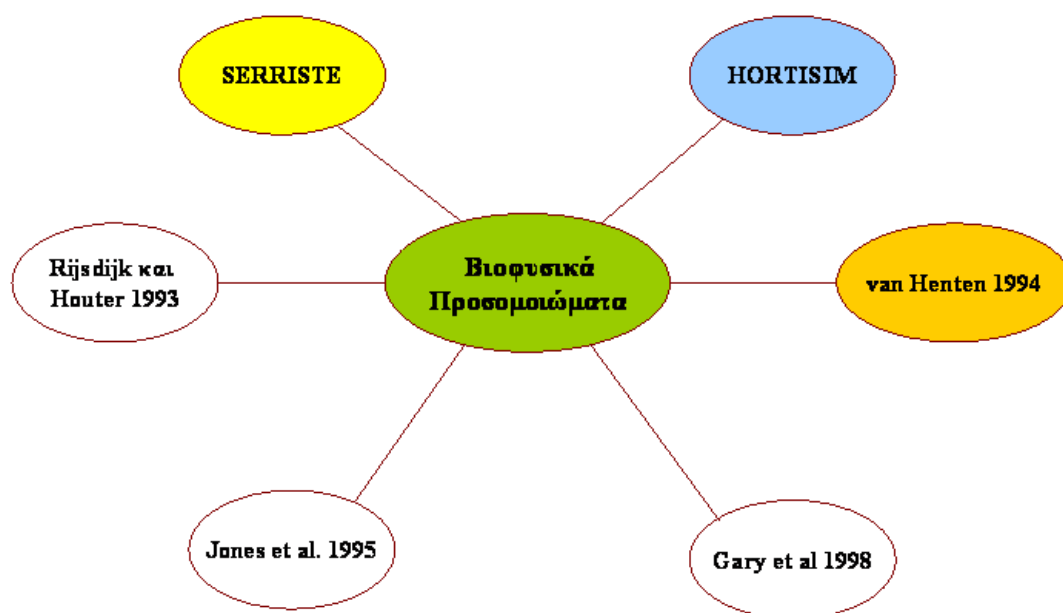 SERRISTE
HORTISIM
Rijsdijk και
Houter 1993
Βιοφυσικά
Προσομοιώματα
van Henten 1994
Jones et al. 1995
Gary et al 1998